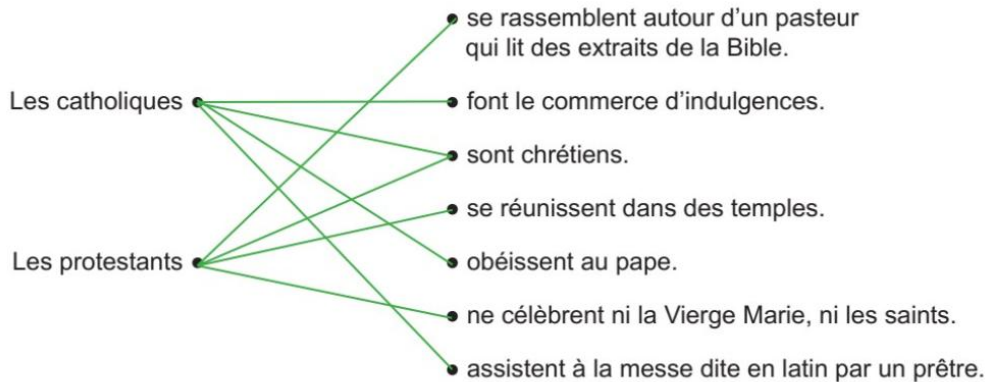 se rassemblent autour d'un pasteur
qui lit des extraits de la Bible.
Les catholiques
font le commerce d'indulgences.
sont chrétiens.
se réunissent dans des temples.
Les protestants
obéissent au pape.
ne célèbrent ni la Vierge Marie, ni les saints.
assistent à la messe dite en latin par un prêtre.